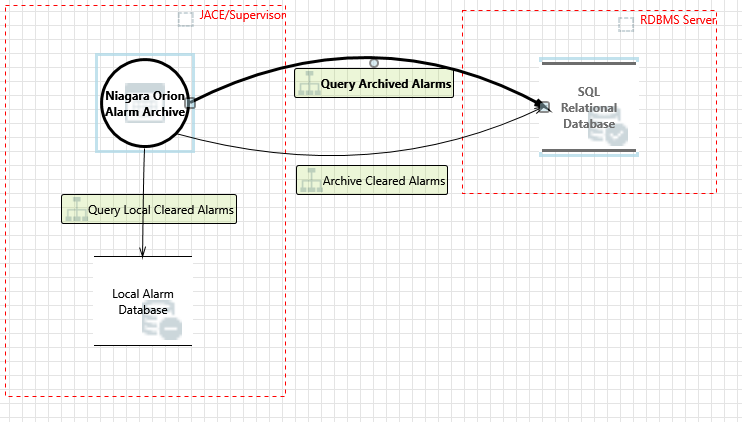 JACE/Supervisor
RDBMS Server
Niagara Orion
Alarm Archive
Query Archived Alarms
SQL
Relational
Database
Archive Cleared Alarms
Query Local Cleared Alarms
Local Alarm
Database